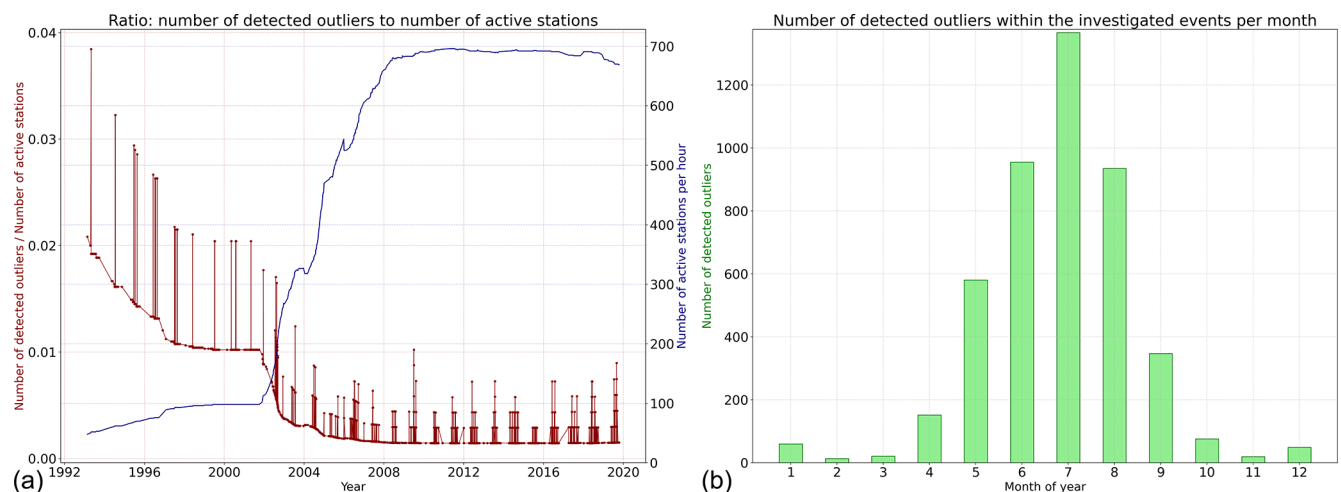 Ratio: number of detected outliers to number of active stations
Number of detected outliers / Number of active stations
0.04
0.03
0.02
0.01
0.00
1992 1996 2000 2004 2008 2012 2016 2020
Year
700
600
500
400
300
200
100
0
Number of active stations per hour
(a)
Number of detected outliers within the investigated events per month
Number of detected outliers
1200
1000
800
600
400
200
0
1 2 3 4 5 6 7 8 9 10 11 12
Month of year
(b)